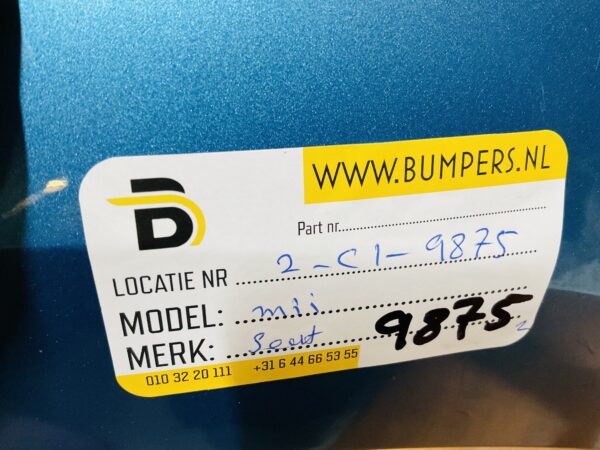 WWW.BUMPERS.NL
Part nr.
LOCATIE NR 2-C1-9875
MODEL: mii
MERK: Seat 9875
010 32 20 111 +31 6 44 66 53 55